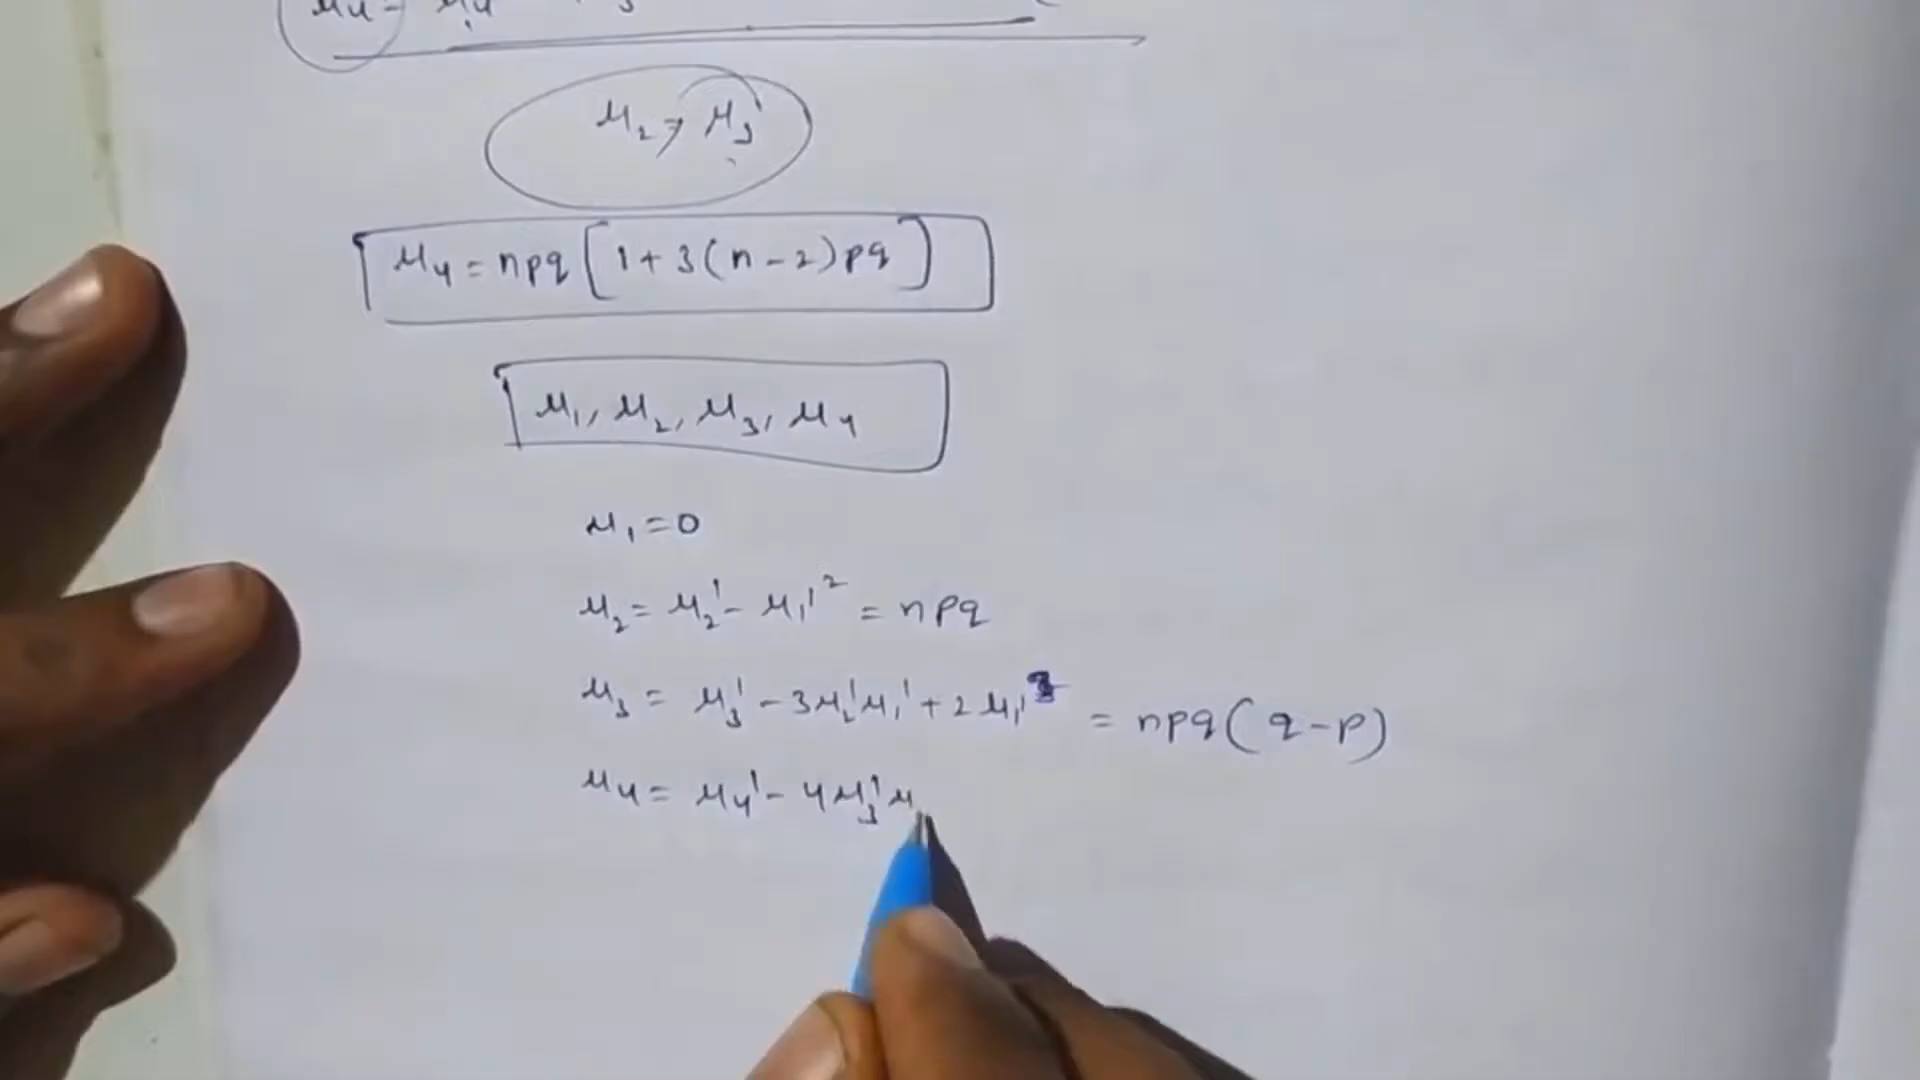 μ₂, μ₃
μ₄ = npq [1 + 3(n-2)pq]
μ₁, μ₂, μ₃, μ₄
μ₁ = 0
μ₂ = μ₂' - μ₁'² = npq
μ₃ = μ₃' - 3μ₂'μ₁' + 2μ₁'³ = npq(q-p)
μ₄ = μ₄' - 4μ₃'μ